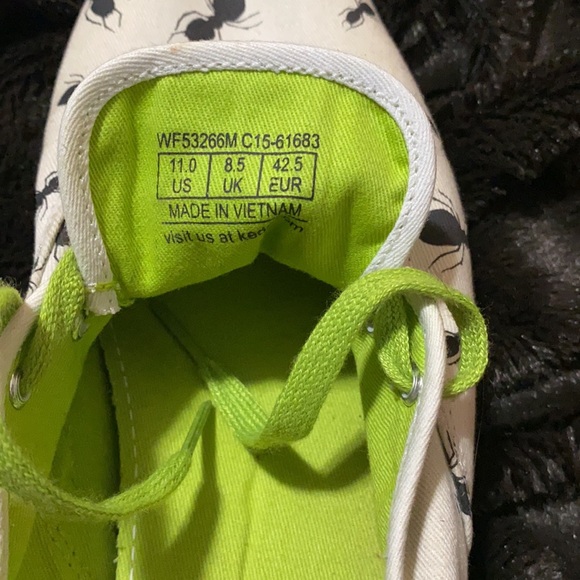 WF53266M C15-61683
11.0 8.5 42.5
US UK EUR
MADE IN VIETNAM
visit us at